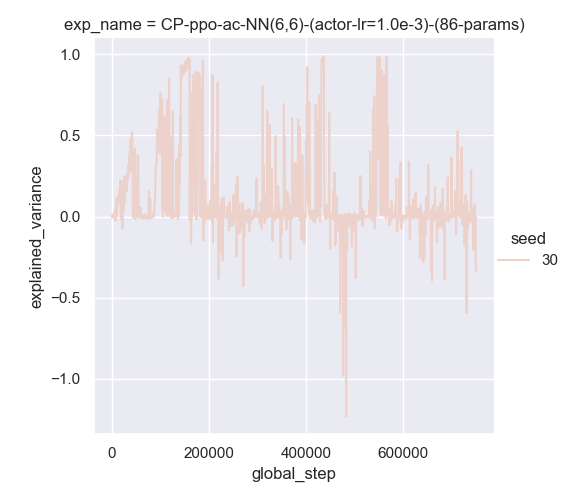 exp_name = CP-ppo-ac-NN(6,6)-(actor-lr=1.0e-3)-(86-params)
1.0
0.5
0.0
−0.5
−1.0
explained_variance
seed
30
0
200000
400000
600000
global_step